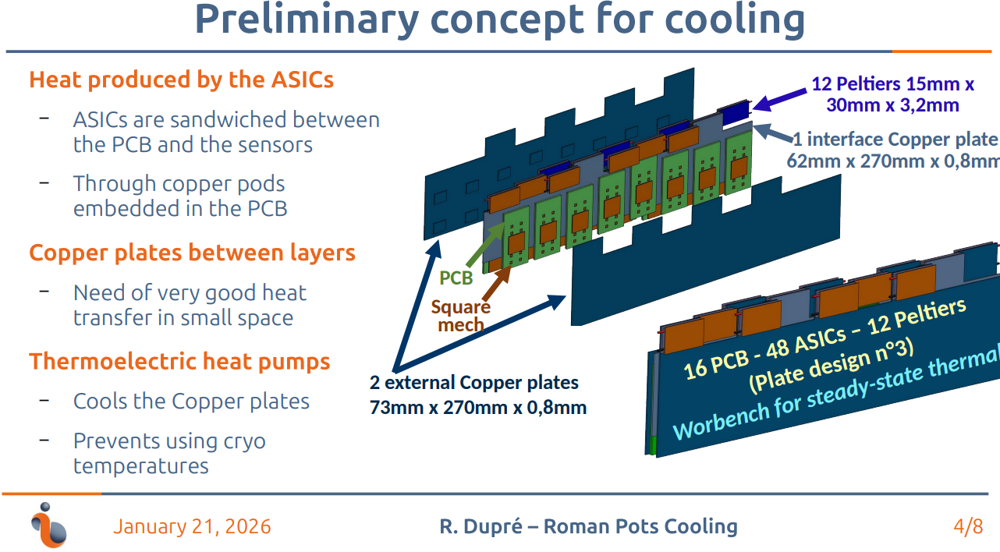 Preliminary concept for cooling
Heat produced by the ASICs
– ASICs are sandwiched between
the PCB and the sensors
– Through copper pods
embedded in the PCB
Copper plates between layers
– Need of very good heat
transfer in small space
Thermoelectric heat pumps
– Cools the Copper plates
– Prevents using cryo
temperatures
12 Peltiers 15mm x
30mm x 3,2mm
1 interface Copper plate
62mm x 270mm x 0,8mm
PCB
Square
mech
2 external Copper plates
73mm x 270mm x 0,8mm
16 PCB - 48 ASICs – 12 Peltiers
(Plate design n°3)
Worbench for steady-state thermal
January 21, 2026
R. Dupré – Roman Pots Cooling
4/8